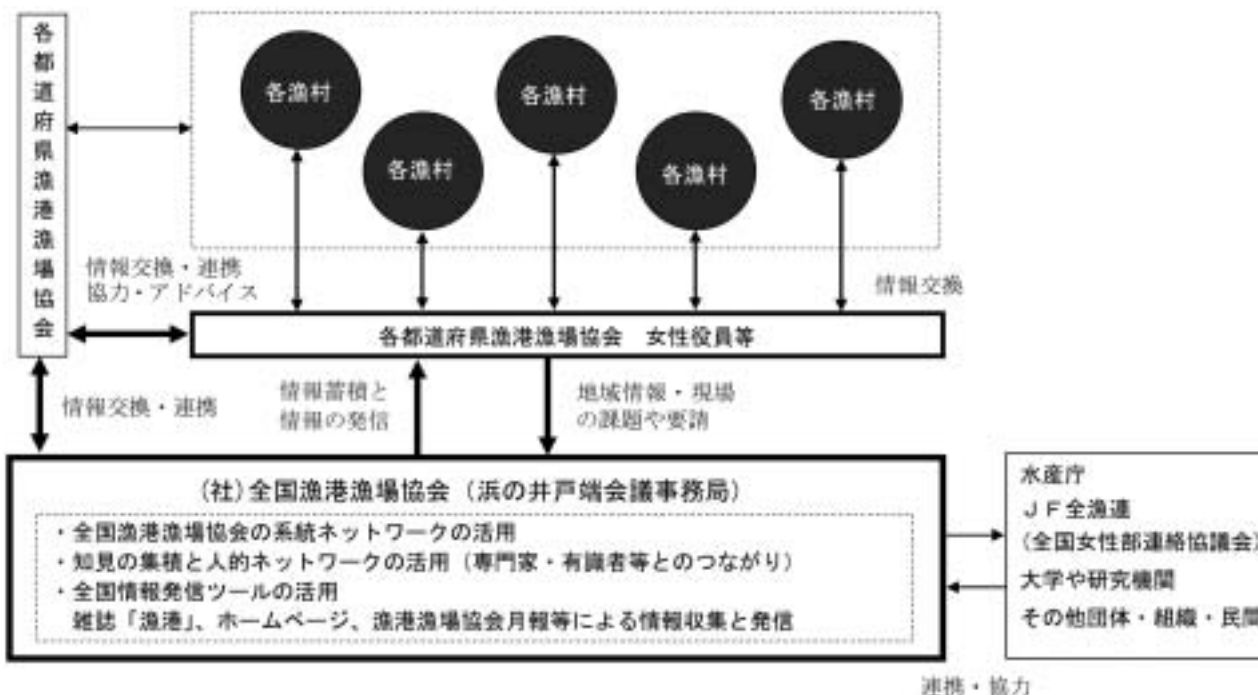 各都道府県漁港漁場協会
各漁村
各漁村
各漁村
各漁村
各漁村
情報交換・連携
協力・アドバイス
情報交換
各都道府県漁港漁場協会　女性役員等
情報交換・連携
情報蓄積と
情報の発信
地域情報・現場
の課題や要請
(社)全国漁港漁場協会（浜の井戸端会議事務局）
・全国漁港漁場協会の系統ネットワークの活用
・知見の集積と人的ネットワークの活用（専門家・有識者等とのつながり）
・全国情報発信ツールの活用
雑誌「漁港」、ホームページ、漁港漁場協会月報等による情報収集と発信
水産庁
ＪＦ全漁連
(全国女性部連絡協議会)
大学や研究機関
その他団体・組織・民間
連携・協力